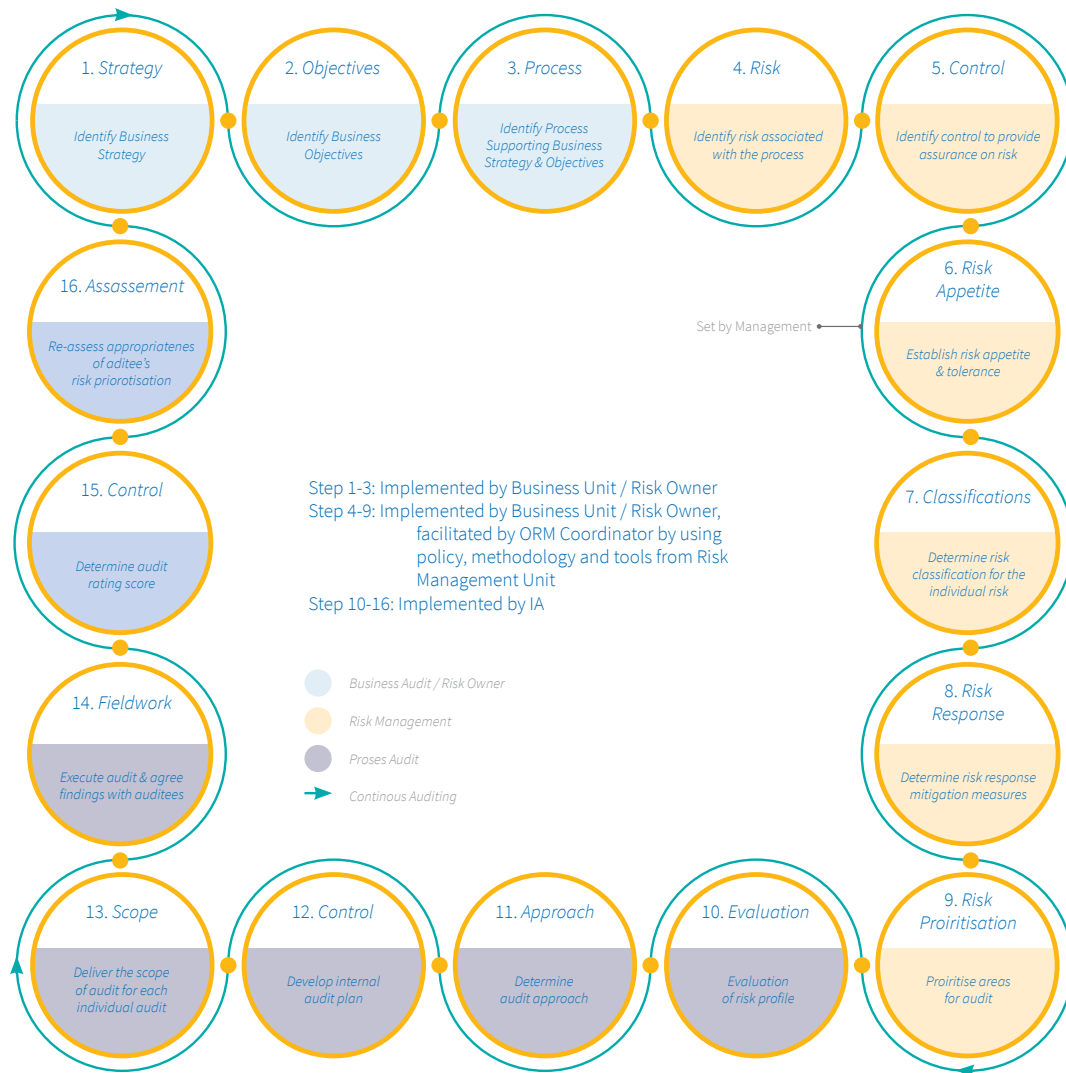 1. Strategy
Identify Business
Strategy
2. Objectives
Identify Business
Objectives
3. Process
Identify Process
Supporting Business
Strategy & Objectives
4. Risk
Identify risk associated
with the process
5. Control
Identify control to provide
assurance on risk
16. Assassement
Re-assess appropriatenes
of aditee's
risk priorotisation
Set by Management
6. Risk
Appetite
Establish risk appetite
& tolerance
15. Control
Determine audit
rating score
Step 1-3: Implemented by Business Unit / Risk Owner
Step 4-9: Implemented by Business Unit / Risk Owner,
facilitated by ORM Coordinator by using
policy, methodology and tools from Risk
Management Unit
Step 10-16: Implemented by IA
7. Classifications
Determine risk
classification for the
individual risk
14. Fieldwork
Execute audit & agree
findings with auditees
Business Audit / Risk Owner
Risk Management
Proses Audit
Continous Auditing
8. Risk
Response
Determine risk response
mitigation measures
13. Scope
Deliver the scope
of audit for each
individual audit
12. Control
Develop internal
audit plan
11. Approach
Determine
audit approach
10. Evaluation
Evaluation
of risk profile
9. Risk
Proiritisation
Proiritise areas
for audit